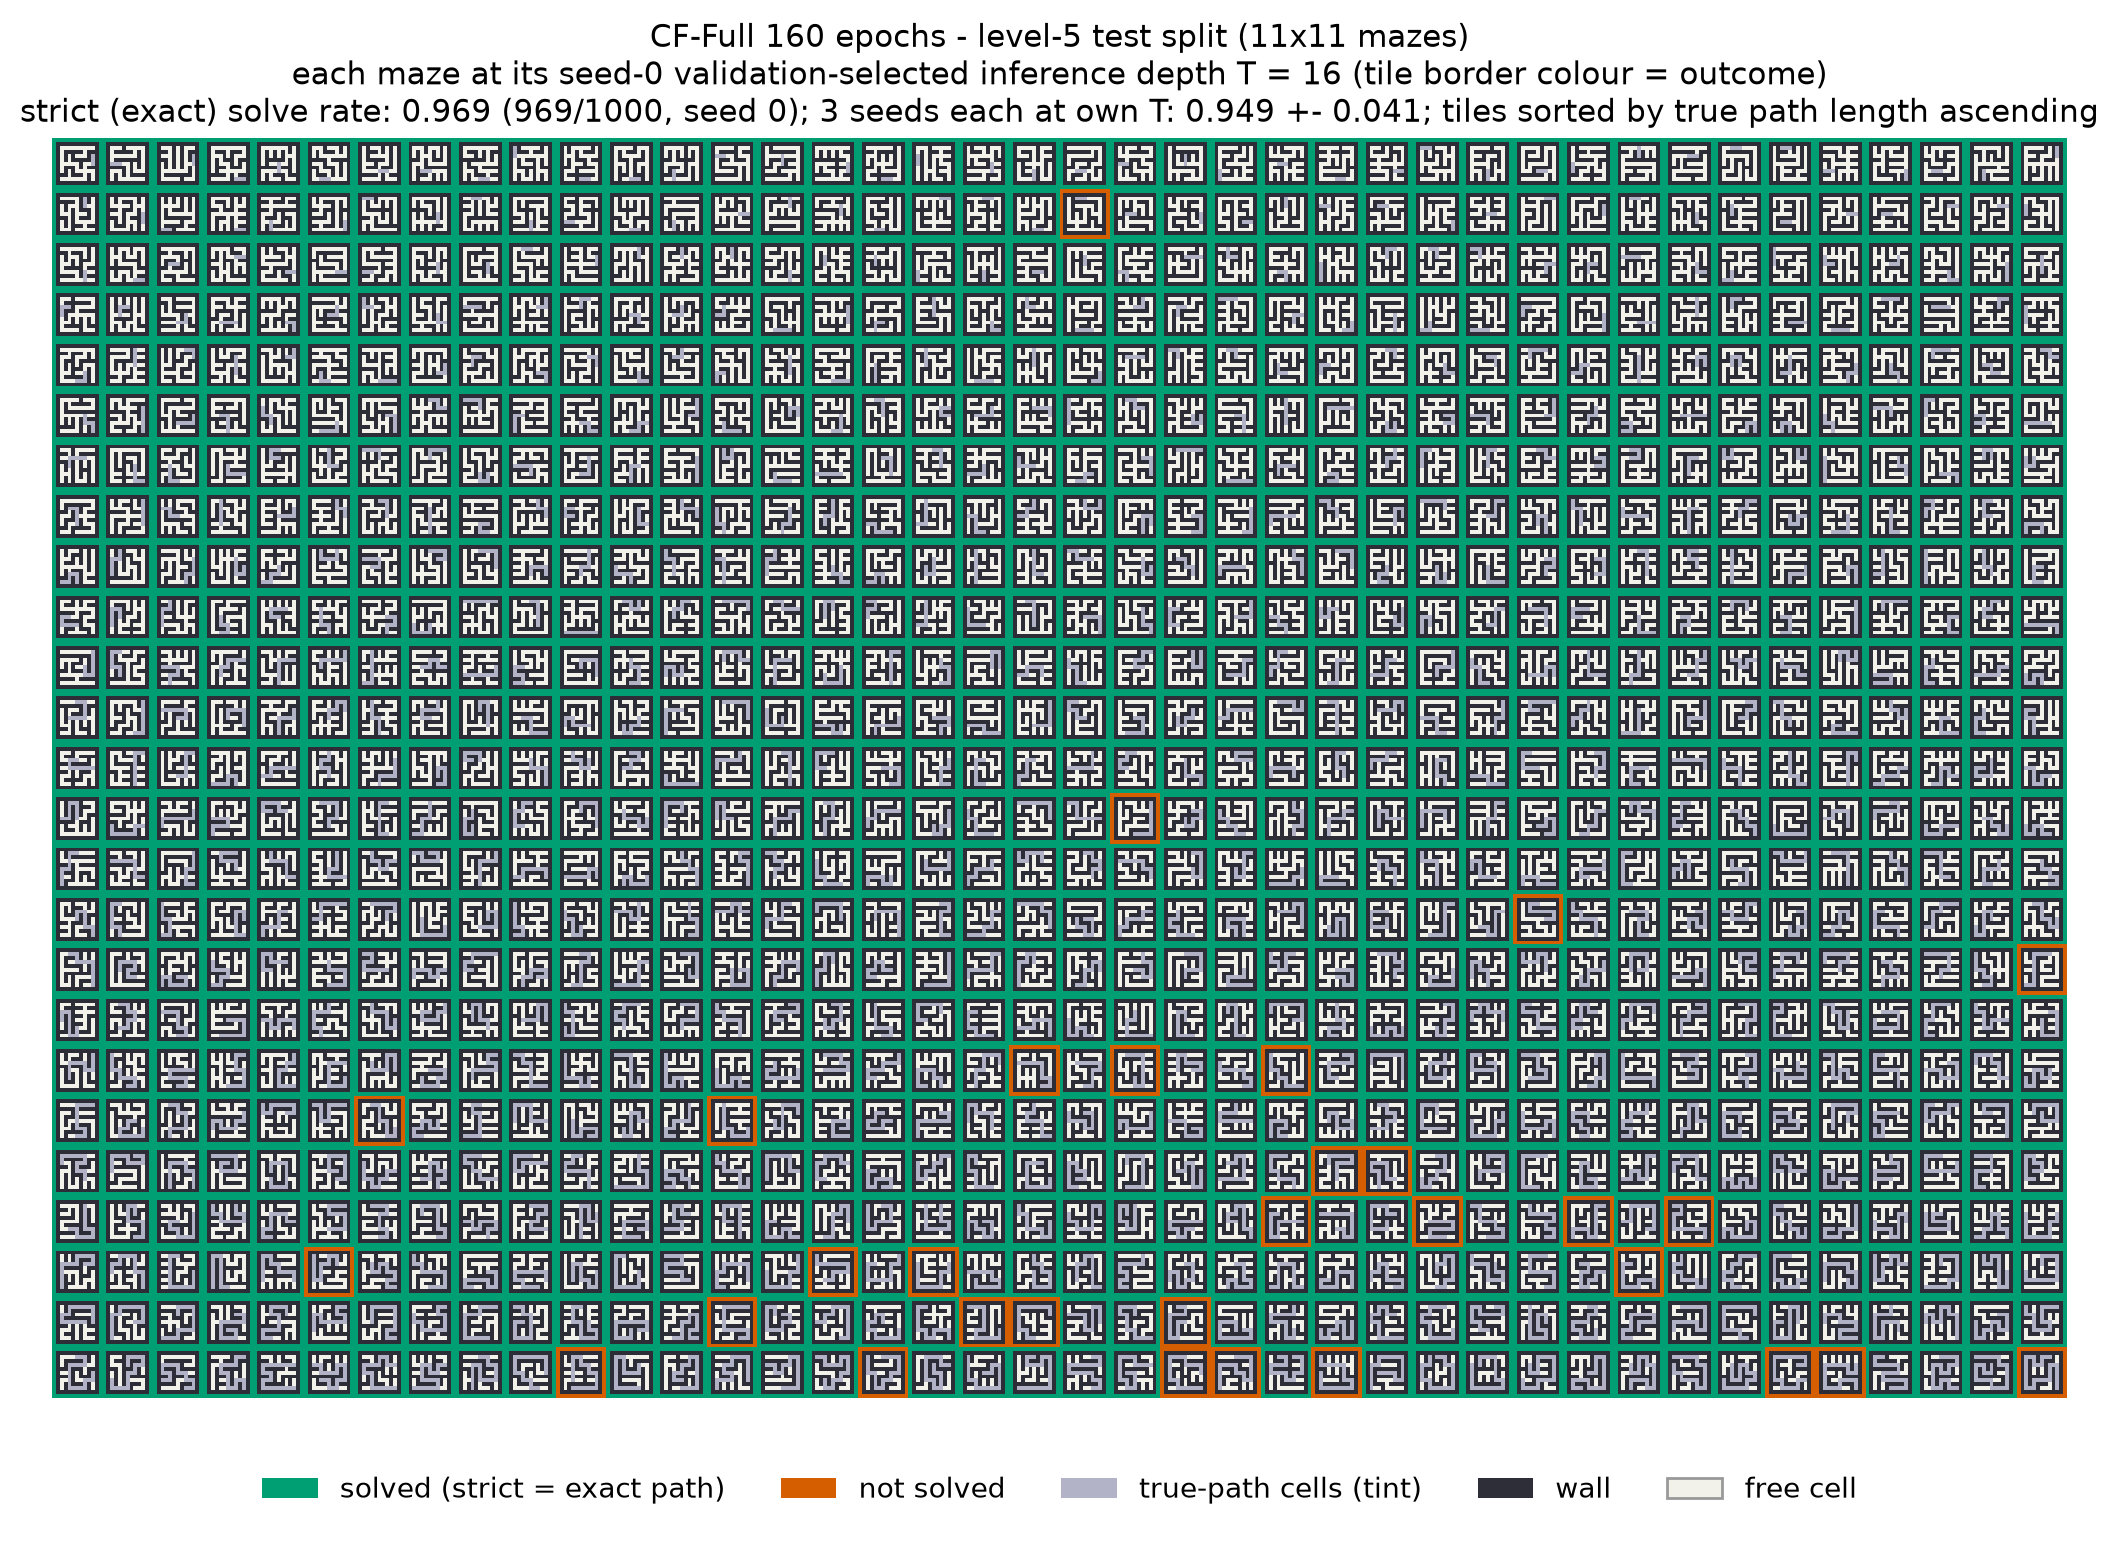 CF-Full 160 epochs - level-5 test split (11x11 mazes)
each maze at its seed-0 validation-selected inference depth T = 16 (tile border colour = outcome)
strict (exact) solve rate: 0.969 (969/1000, seed 0); 3 seeds each at own T: 0.949 +- 0.041; tiles sorted by true path length ascending
solved (strict = exact path)
not solved
true-path cells (tint)
wall
free cell